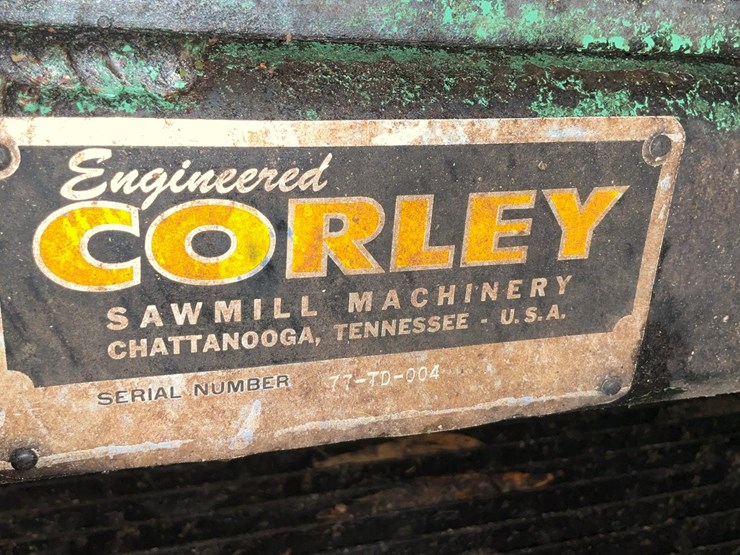 Engineered
CORLEY
SAWMILL MACHINERY
CHATTANOOGA, TENNESSEE - U.S.A.
SERIAL NUMBER 77-TD-004